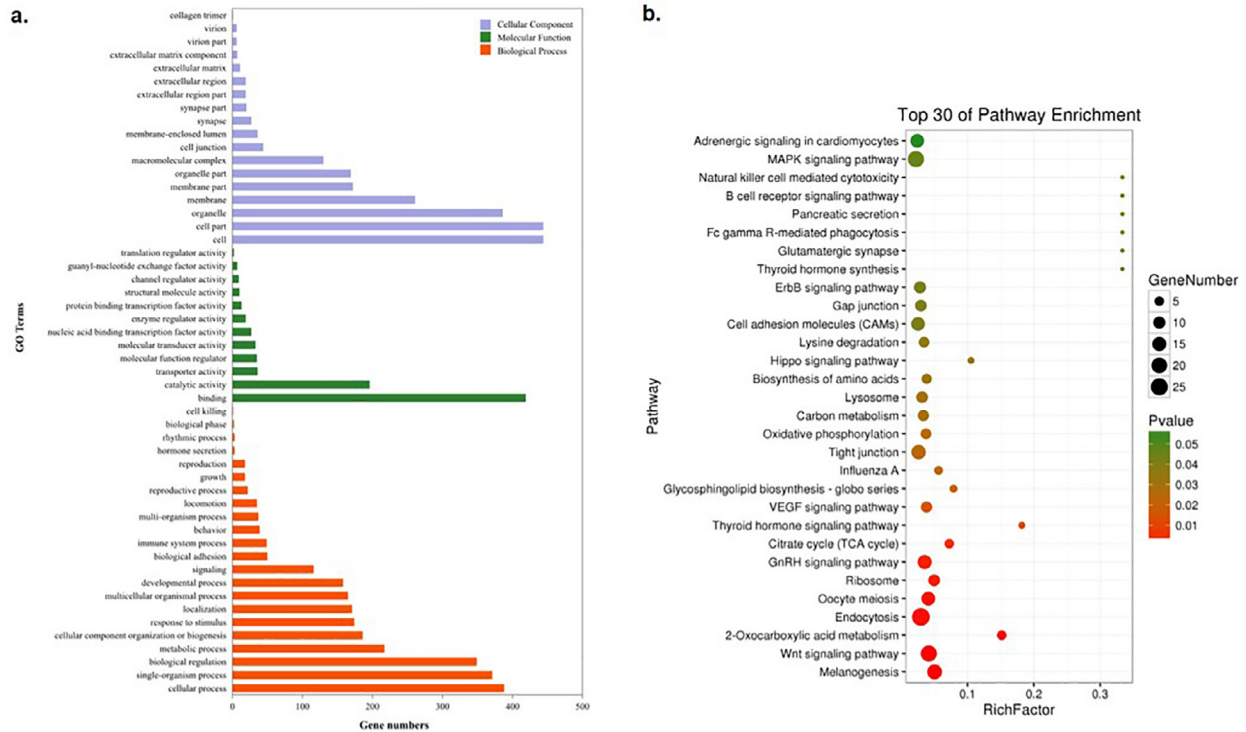 a.
collagen trimer
virion
virion part
extracellular matrix component
extracellular matrix
extracellular region
extracellular region part
synapse part
synapse
membrane-enclosed lumen
cell junction
macromolecular complex
organelle part
membrane part
membrane
organelle
cell part
cell
translation regulator activity
guanyl-nucleotide exchange factor activity
channel regulator activity
structural molecule activity
protein binding transcription factor activity
enzyme regulator activity
nucleic acid binding transcription factor activity
molecular transducer activity
molecular function regulator
transporter activity
catalytic activity
binding
cell killing
biological phase
rhythmic process
hormone secretion
reproduction
growth
reproductive process
locomotion
multi-organism process
behavior
immune system process
biological adhesion
signaling
developmental process
multicellular organismal process
localization
response to stimulus
cellular component organization or biogenesis
metabolic process
biological regulation
single-organism process
cellular process
GO Terms
0 100 200 300 400 500
Gene numbers
Cellular Component
Molecular Function
Biological Process
b.
Top 30 of Pathway Enrichment
Adrenergic signaling in cardiomyocytes
MAPK signaling pathway
Natural killer cell mediated cytotoxicity
B cell receptor signaling pathway
Pancreatic secretion
Fc gamma R-mediated phagocytosis
Glutamatergic synapse
Thyroid hormone synthesis
ErbB signaling pathway
Gap junction
Cell adhesion molecules (CAMs)
Lysine degradation
Hippo signaling pathway
Biosynthesis of amino acids
Lysosome
Carbon metabolism
Oxidative phosphorylation
Tight junction
Influenza A
Glycosphingolipid biosynthesis - globo series
VEGF signaling pathway
Thyroid hormone signaling pathway
Citrate cycle (TCA cycle)
GnRH signaling pathway
Ribosome
Oocyte meiosis
Endocytosis
2-Oxocarboxylic acid metabolism
Wnt signaling pathway
Melanogenesis
Pathway
0.1 0.2 0.3
RichFactor
GeneNumber
5
10
15
20
25
Pvalue
0.05
0.04
0.03
0.02
0.01